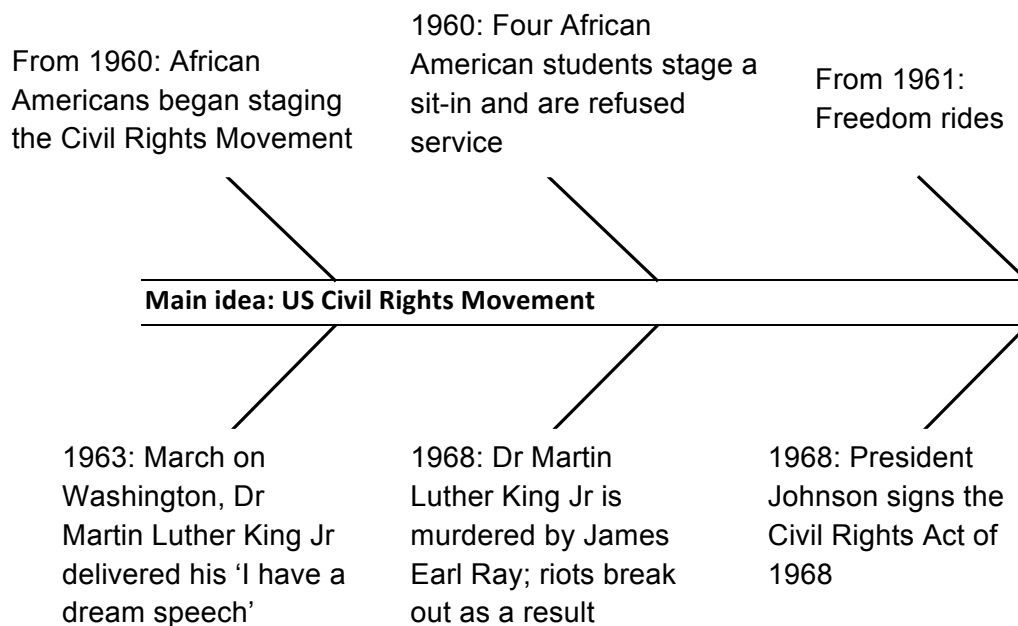 From 1960: African
Americans began staging
the Civil Rights Movement
1960: Four African
American students stage a
sit-in and are refused
service
From 1961:
Freedom rides
Main idea: US Civil Rights Movement
1963: March on
Washington, Dr
Martin Luther King Jr
delivered his ‘I have a
dream speech’
1968: Dr Martin
Luther King Jr is
murdered by James
Earl Ray; riots break
out as a result
1968: President
Johnson signs the
Civil Rights Act of
1968